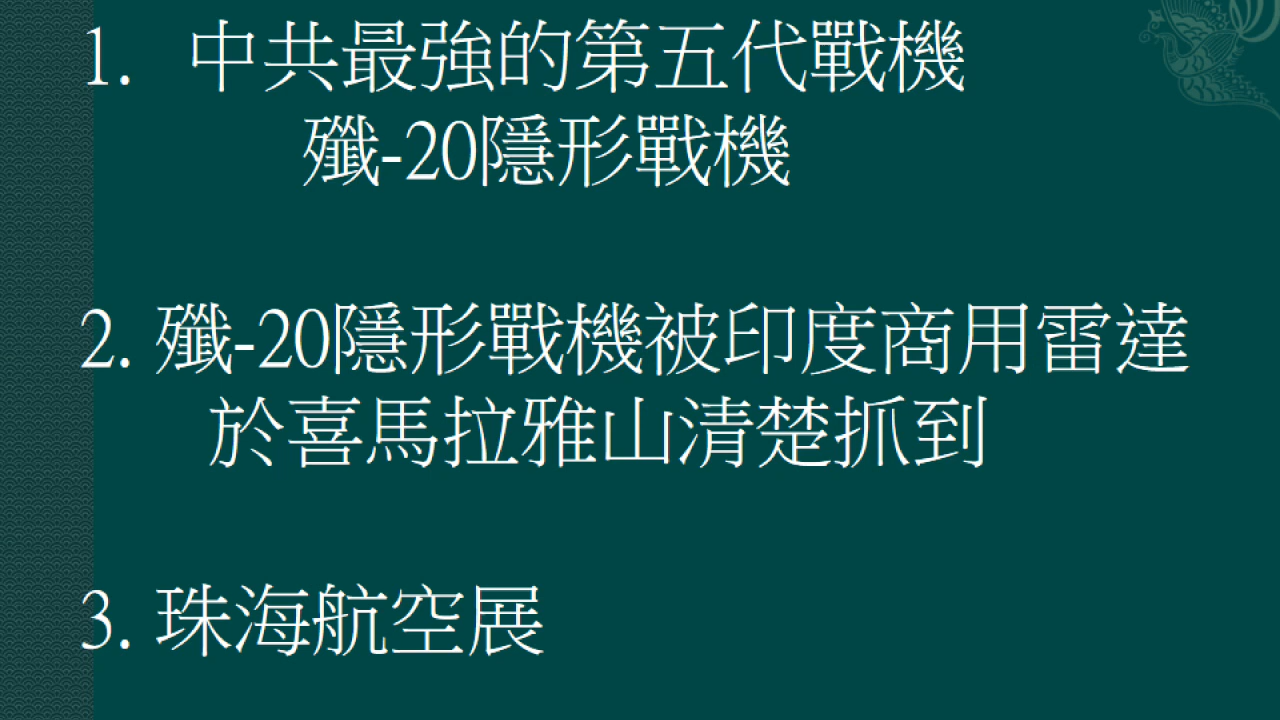 1. 中共最強的第五代戰機
殲-20隱形戰機
2. 殲-20隱形戰機被印度商用雷達
於喜馬拉雅山清楚抓到
3. 珠海航空展